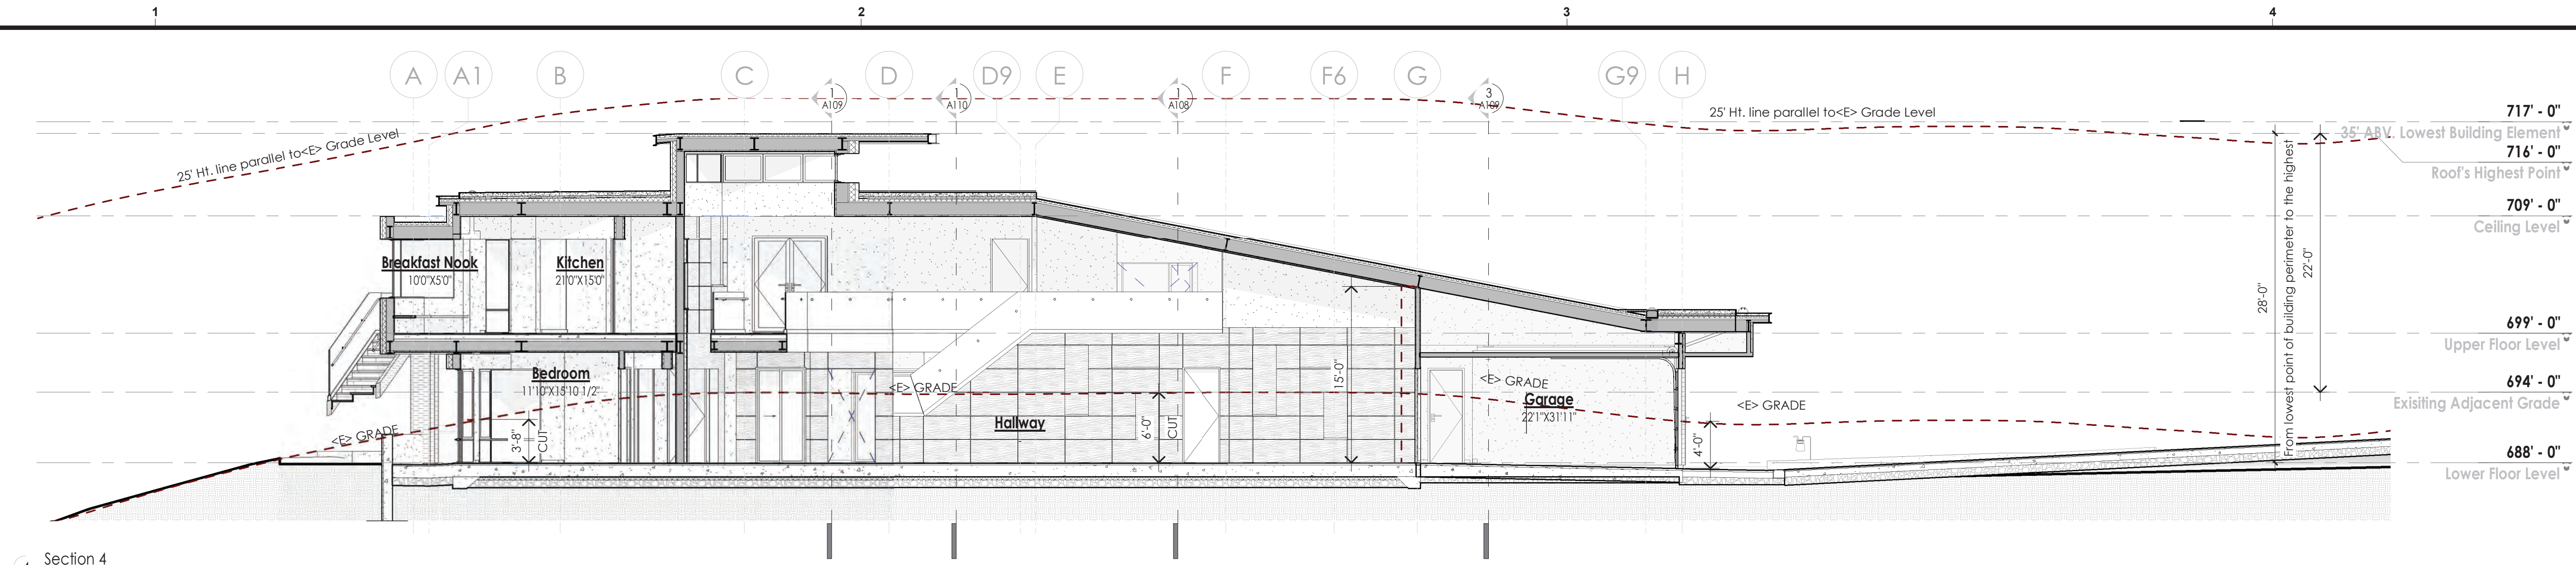 1
2
3
4
A
A1
B
C
D
D9
E
F
F6
G
G9
H
1
A109
1
A110
1
A108
3
A109
25' Ht. line parallel to<E> Grade Level
25' Ht. line parallel to<E> Grade Level
717' - 0"
35' ABV. Lowest Building Element
716' - 0"
Roof's Highest Point
709' - 0"
Ceiling Level
699' - 0"
Upper Floor Level
694' - 0"
Exisiting Adjacent Grade
688' - 0"
Lower Floor Level
28'-0"
From lowest point of building perimeter to the highest
22'-0"
Breakfast Nook
10'0"X5'0"
Kitchen
21'0"X15'0"
Bedroom
11'10"X15'10 1/2"
3'-8"
CUT
<E> GRADE
<E> GRADE
Hallway
6'-0"
CUT
15'-0"
<E> GRADE
Garage
22'1"X31'11"
4'-0"
<E> GRADE
Section 4